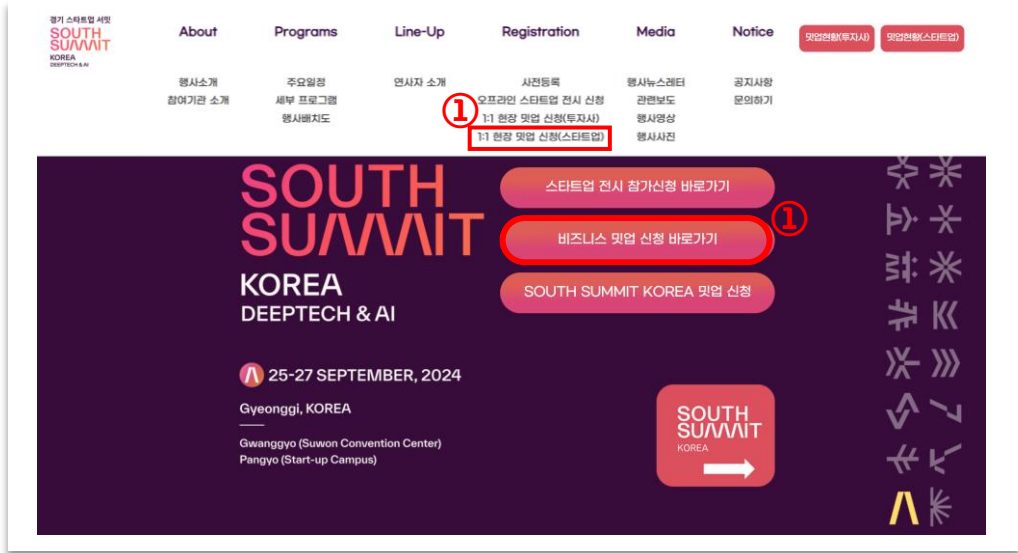 경기 스타트업 서밋
SOUTH
SUMMIT
KOREA
DEEPTECH & AI
About Programs Line-Up Registration Media Notice 밋업현황(투자사) 밋업현황(스타트업)
행사소개 주요일정 연사자 소개 사전등록 행사뉴스레터 공지사항
참여기관 소개 세부 프로그램 오프라인 스타트업 전시 신청 관련보도 문의하기
행사배치도 ① 1:1 현장 밋업 신청(투자사) 행사영상
1:1 현장 밋업 신청(스타트업) 행사사진
SOUTH
SUMMIT
KOREA
DEEPTECH & AI
스타트업 전시 참가신청 바로가기
비즈니스 밋업 신청 바로가기 ①
SOUTH SUMMIT KOREA 밋업 신청
25-27 SEPTEMBER, 2024
Gyeonggi, KOREA
Gwanggyo (Suwon Convention Center)
Pangyo (Start-up Campus)
SOUTH
SUMMIT
KOREA